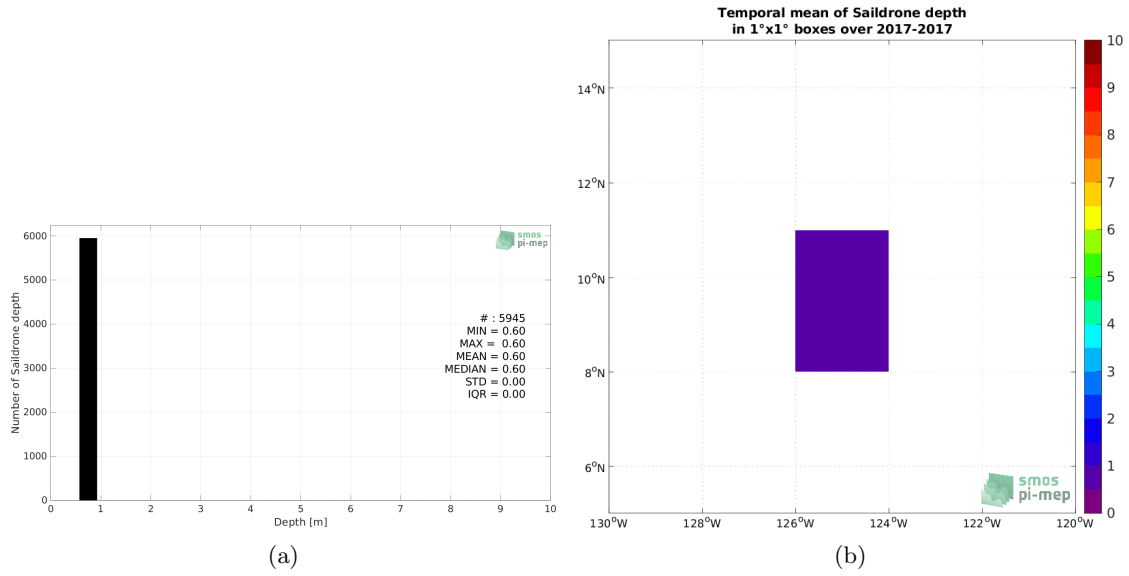 Temporal mean of Saildrone depth
in 1°x1° boxes over 2017-2017
Number of Saildrone depth
6000
5000
4000
3000
2000
1000
0
0 1 2 3 4 5 6 7 8 9 10
Depth [m]
smos
pi-mep
# : 5945
MIN = 0.60
MAX = 0.60
MEAN = 0.60
MEDIAN = 0.60
STD = 0.00
IQR = 0.00
(a)
14°N
12°N
10°N
8°N
6°N
130°W 128°W 126°W 124°W 122°W 120°W
smos
pi-mep
10
9
8
7
6
5
4
3
2
1
0
(b)